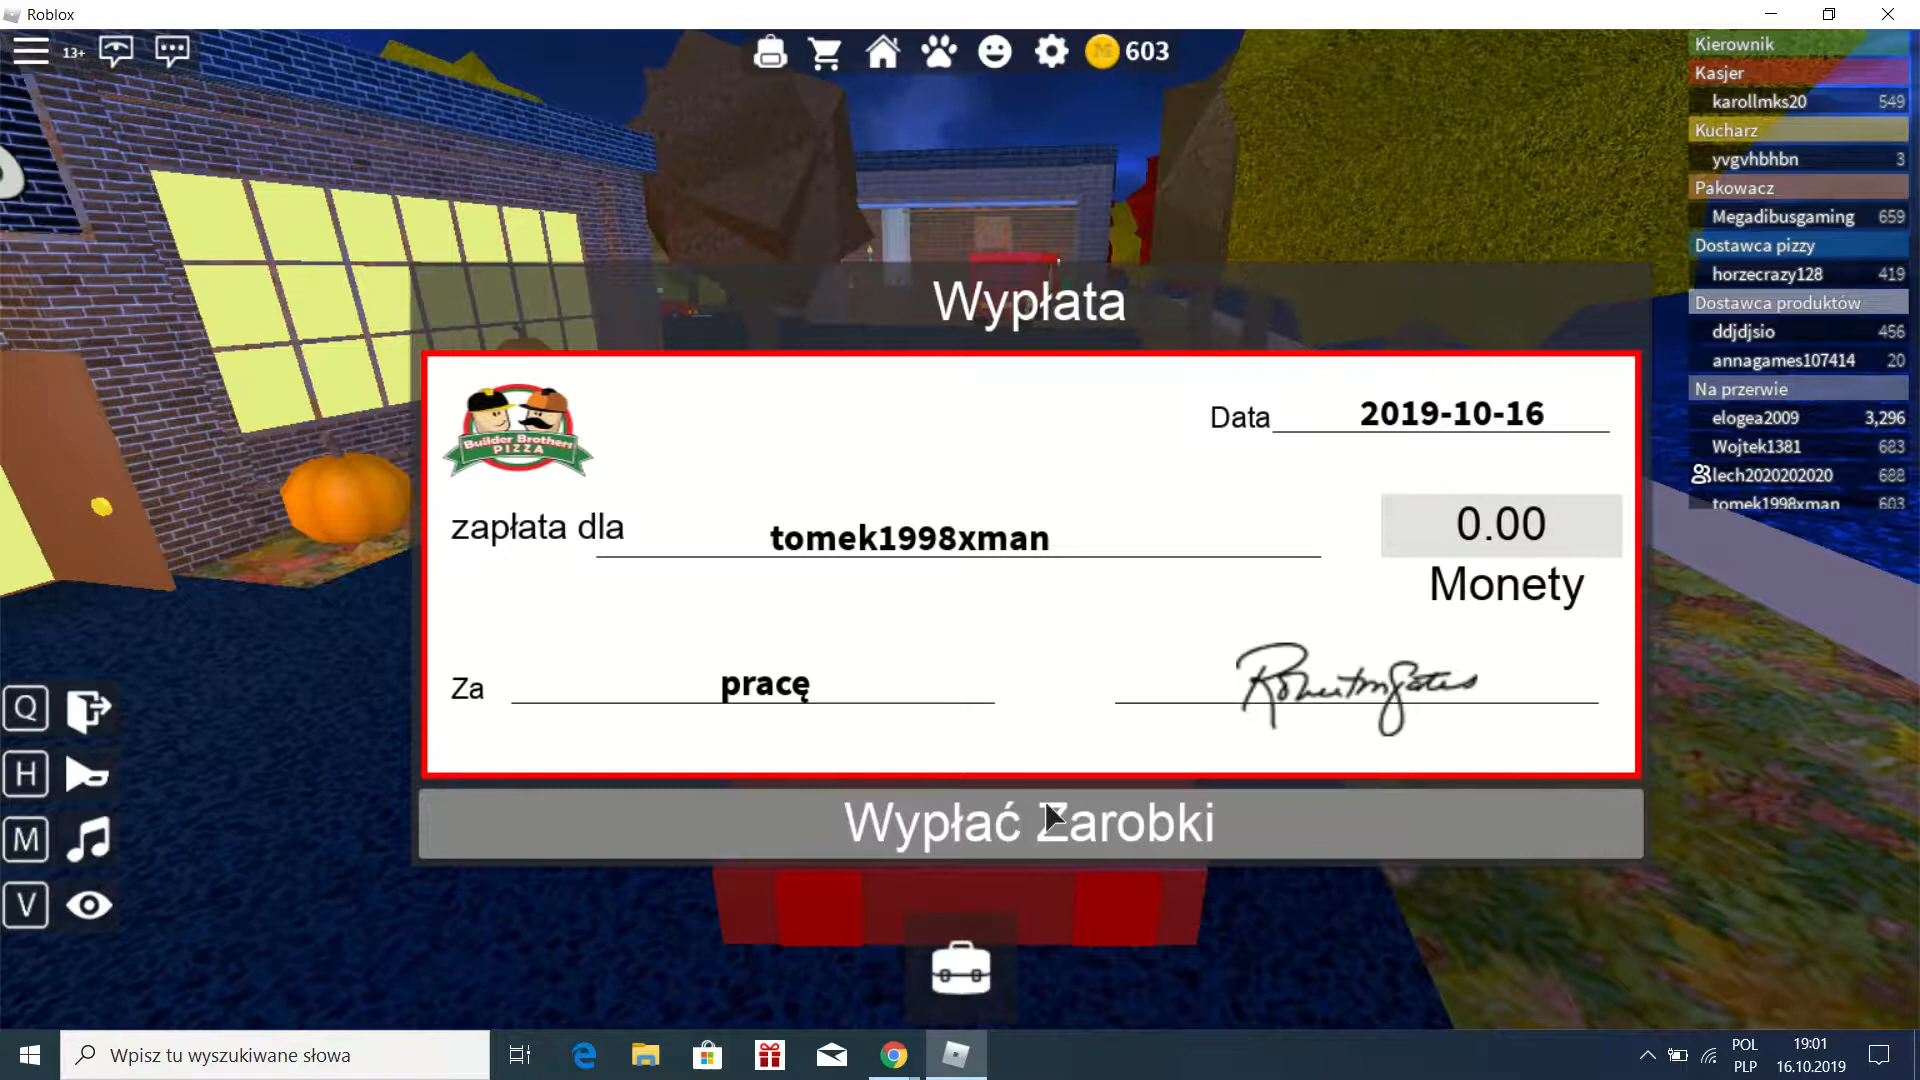 Roblox
13+
603
Kierownik
Kasjer
karollmks20 549
Kucharz
yvgvhbhbn 3
Pakowacz
Megadibusgaming 659
Dostawca pizzy
horzecrazy128 419
Dostawca produktów
ddjdjsio 456
annagames107414 20
Na przerwie
elogea2009 3,296
Wojtek1381 683
lech2020202020 688
tomek1998xman 603
Wypłata
Builder Brothers
PIZZA
Data 2019-10-16
zapłata dla tomek1998xman
0.00
Monety
Za pracę
Wypłać Zarobki
Q
H
M
V
Wpisz tu wyszukiwane słowa
POL
PLP
19:01
16.10.2019